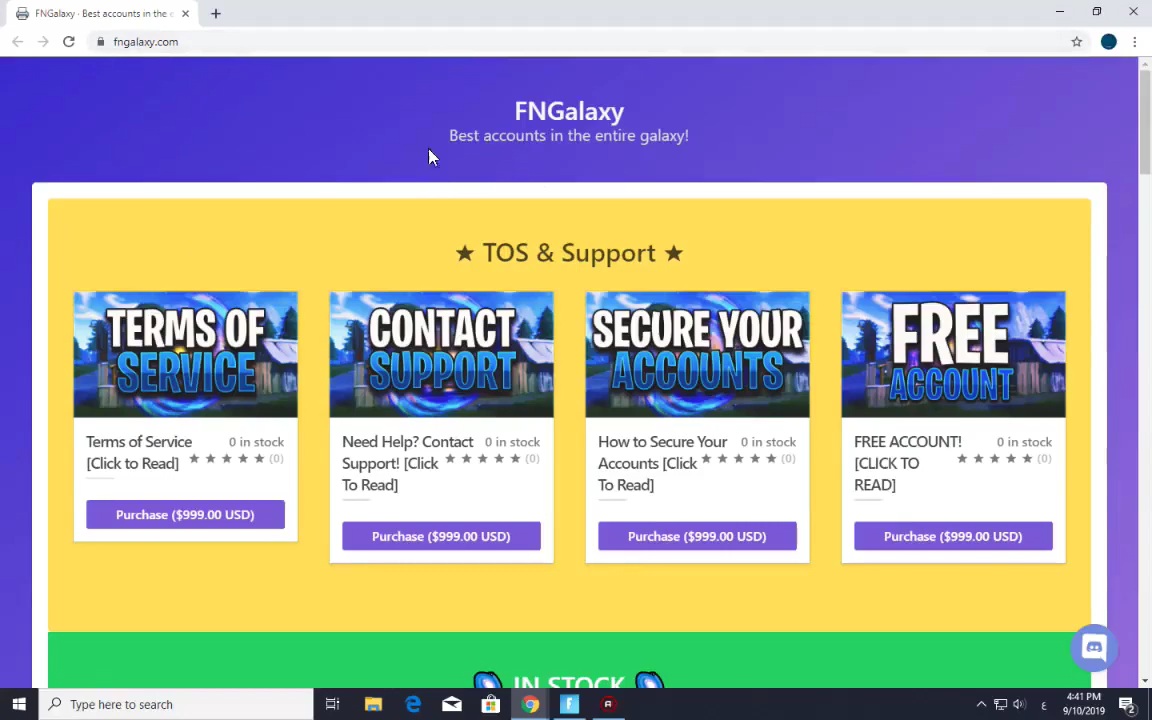 FNGalaxy · Best accounts in the e
fngalaxy.com
FNGalaxy
Best accounts in the entire galaxy!
★ TOS & Support ★
TERMS OF
SERVICE
CONTACT
SUPPORT
SECURE YOUR
ACCOUNTS
FREE
ACCOUNT
Terms of Service
[Click to Read]
0 in stock
(0)
Purchase ($999.00 USD)
Need Help? Contact
Support! [Click
To Read]
0 in stock
(0)
Purchase ($999.00 USD)
How to Secure Your
Accounts [Click
To Read]
0 in stock
(0)
Purchase ($999.00 USD)
FREE ACCOUNT!
[CLICK TO
READ]
0 in stock
(0)
Purchase ($999.00 USD)
IN STOCK
Type here to search
ع
4:41 PM
9/10/2019
2